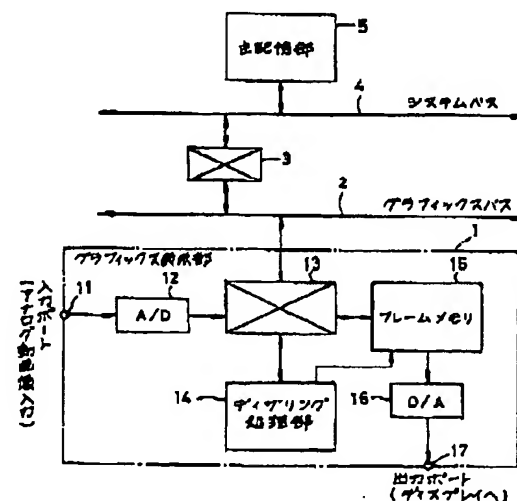 5
主記憶部
4
システムバス
3
2
グラフィックスバス
1
グラフィックス表示部
11
12
13
15
A/D
フレームメモリ
入力ポート
(アナログ動画像入力)
14
ディザリング
処理部
16
D/A
17
出力ポート
(ディスプレイへ)